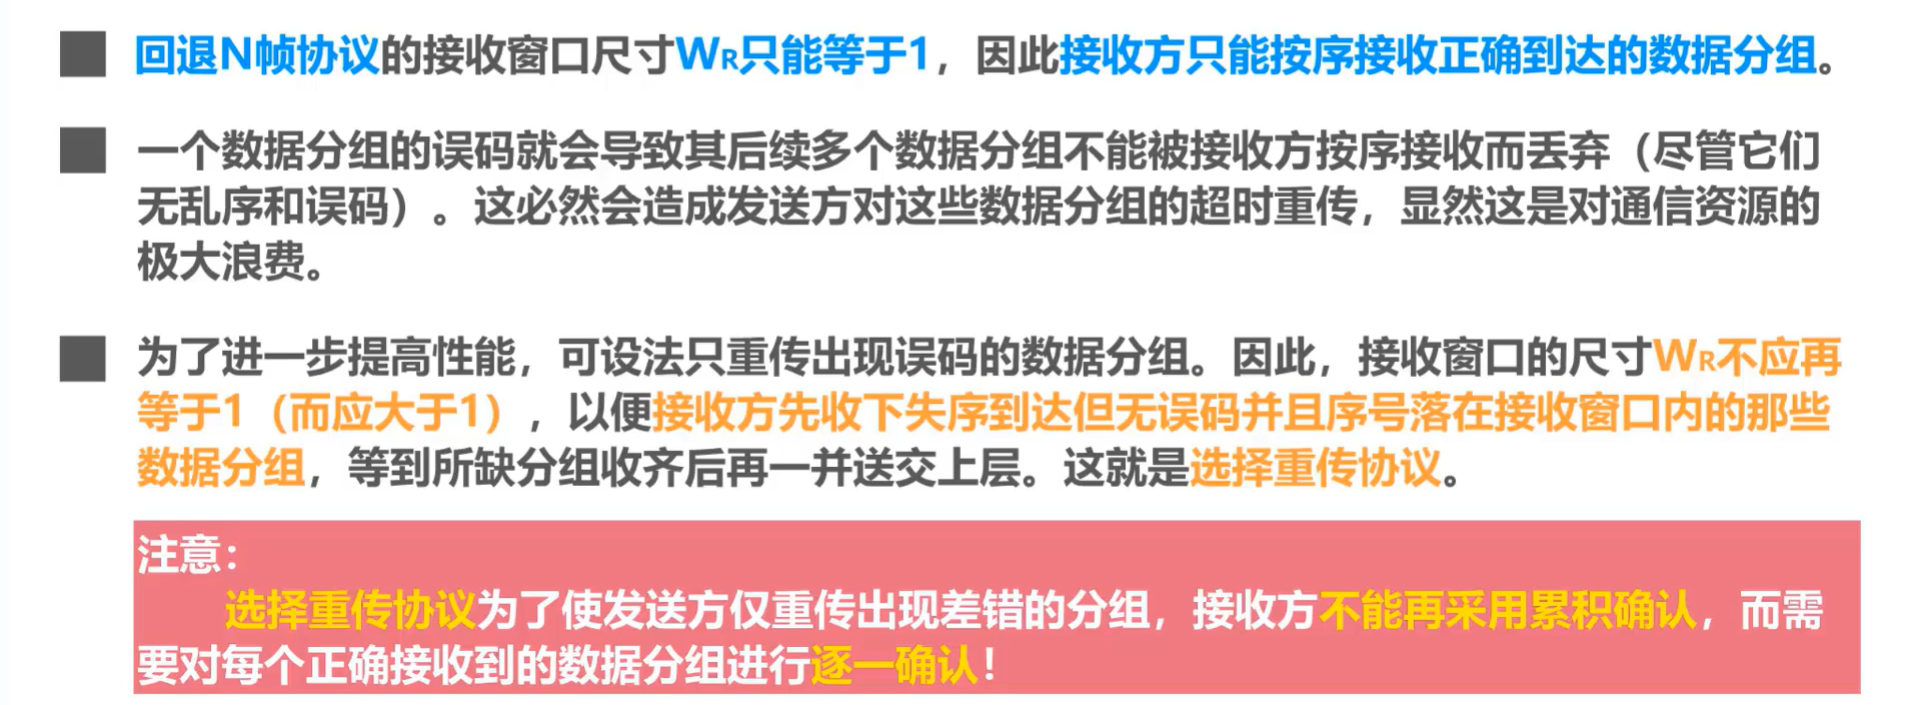 回退N帧协议的接收窗口尺寸WR只能等于1，因此接收方只能按序接收正确到达的数据分组。
一个数据分组的误码就会导致其后续多个数据分组不能被接收方按序接收而丢弃（尽管它们
无乱序和误码）。这必然会造成发送方对这些数据分组的超时重传，显然这是对通信资源的
极大浪费。
为了进一步提高性能，可设法只重传出现误码的数据分组。因此，接收窗口的尺寸WR不应再
等于1（而应大于1），以便接收方先收下失序到达但无误码并且序号落在接收窗口内的那些
数据分组，等到所缺分组收齐后再一并送交上层。这就是选择重传协议。
注意：
选择重传协议为了使发送方仅重传出现差错的分组，接收方不能再采用累积确认，而需
要对每个正确接收到的数据分组进行逐一确认！